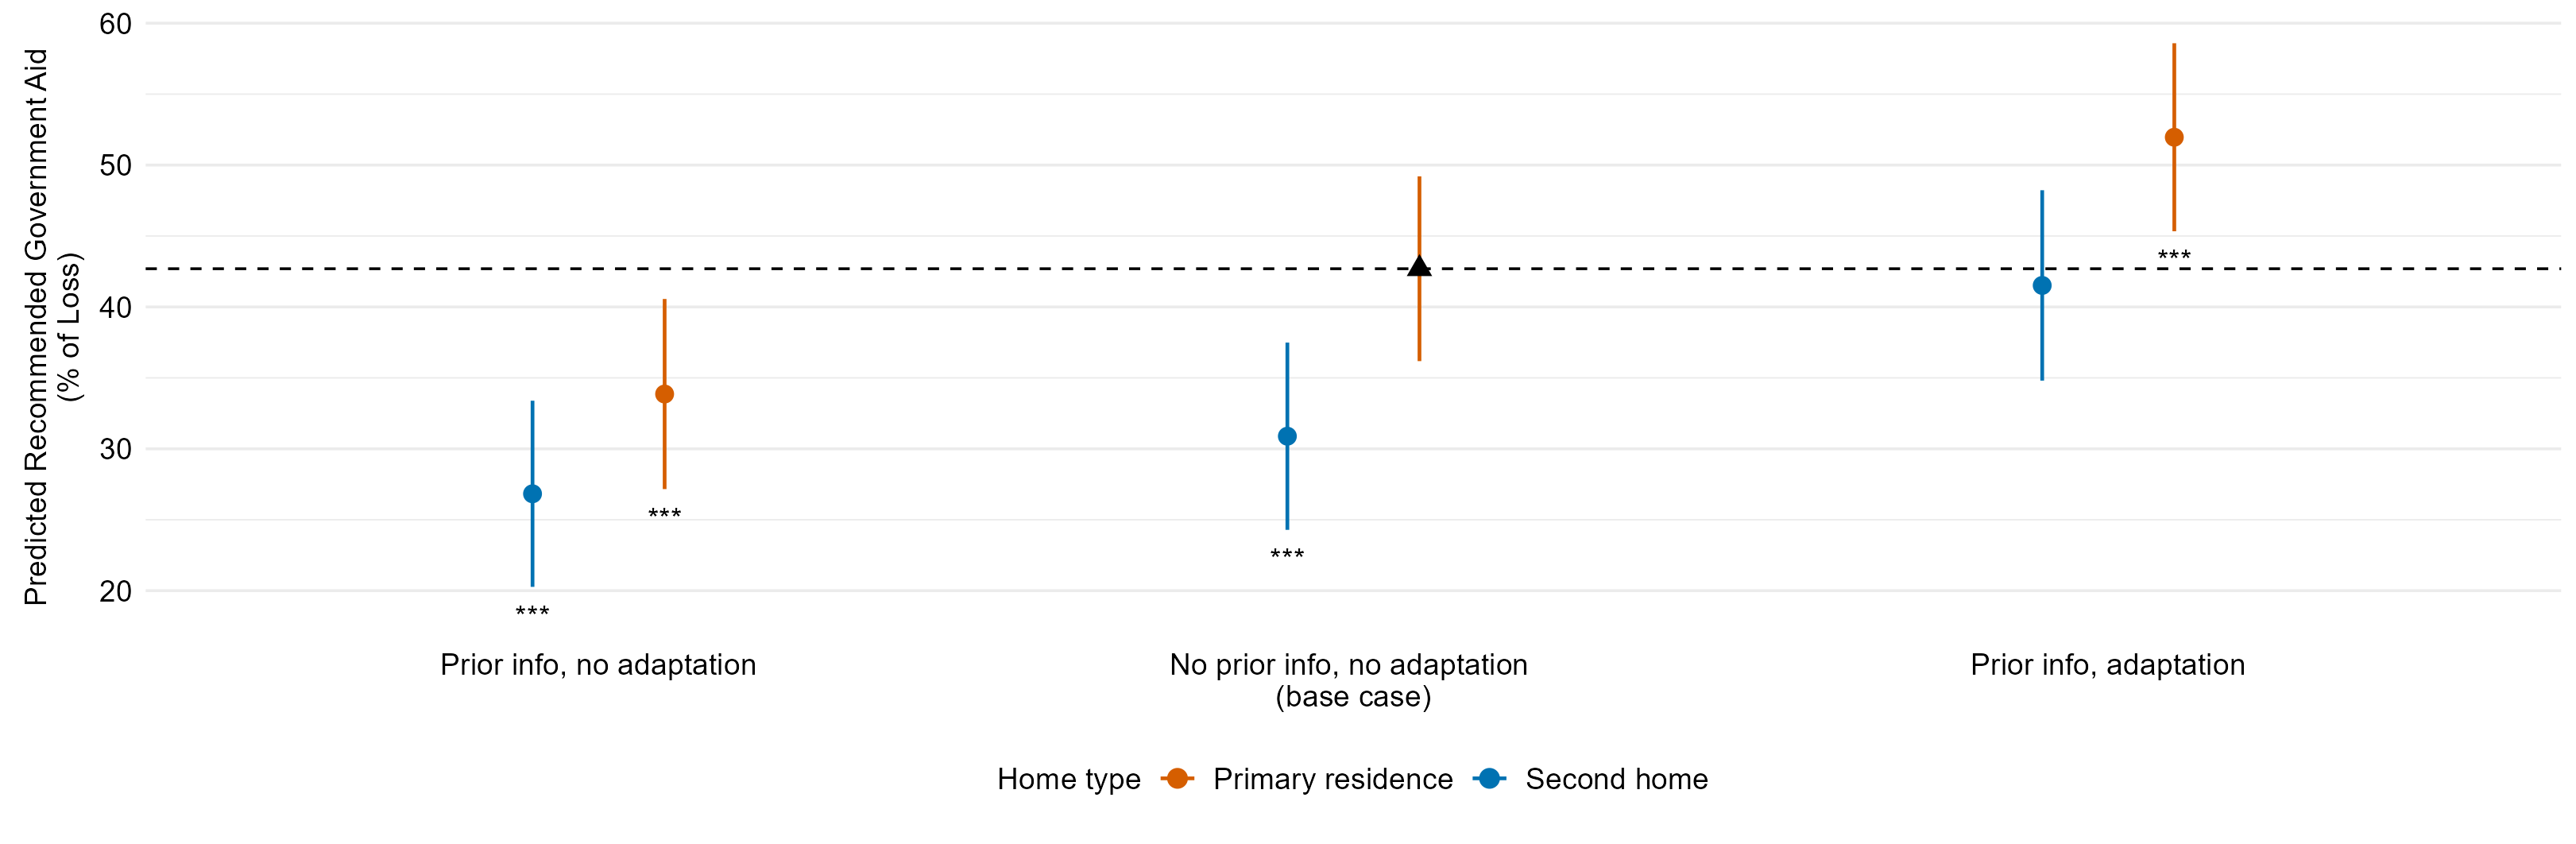 Predicted Recommended Government Aid
(% of Loss)
60
50
40
30
20
***
***
***
***
Prior info, no adaptation
No prior info, no adaptation
(base case)
Prior info, adaptation
Home type
Primary residence
Second home